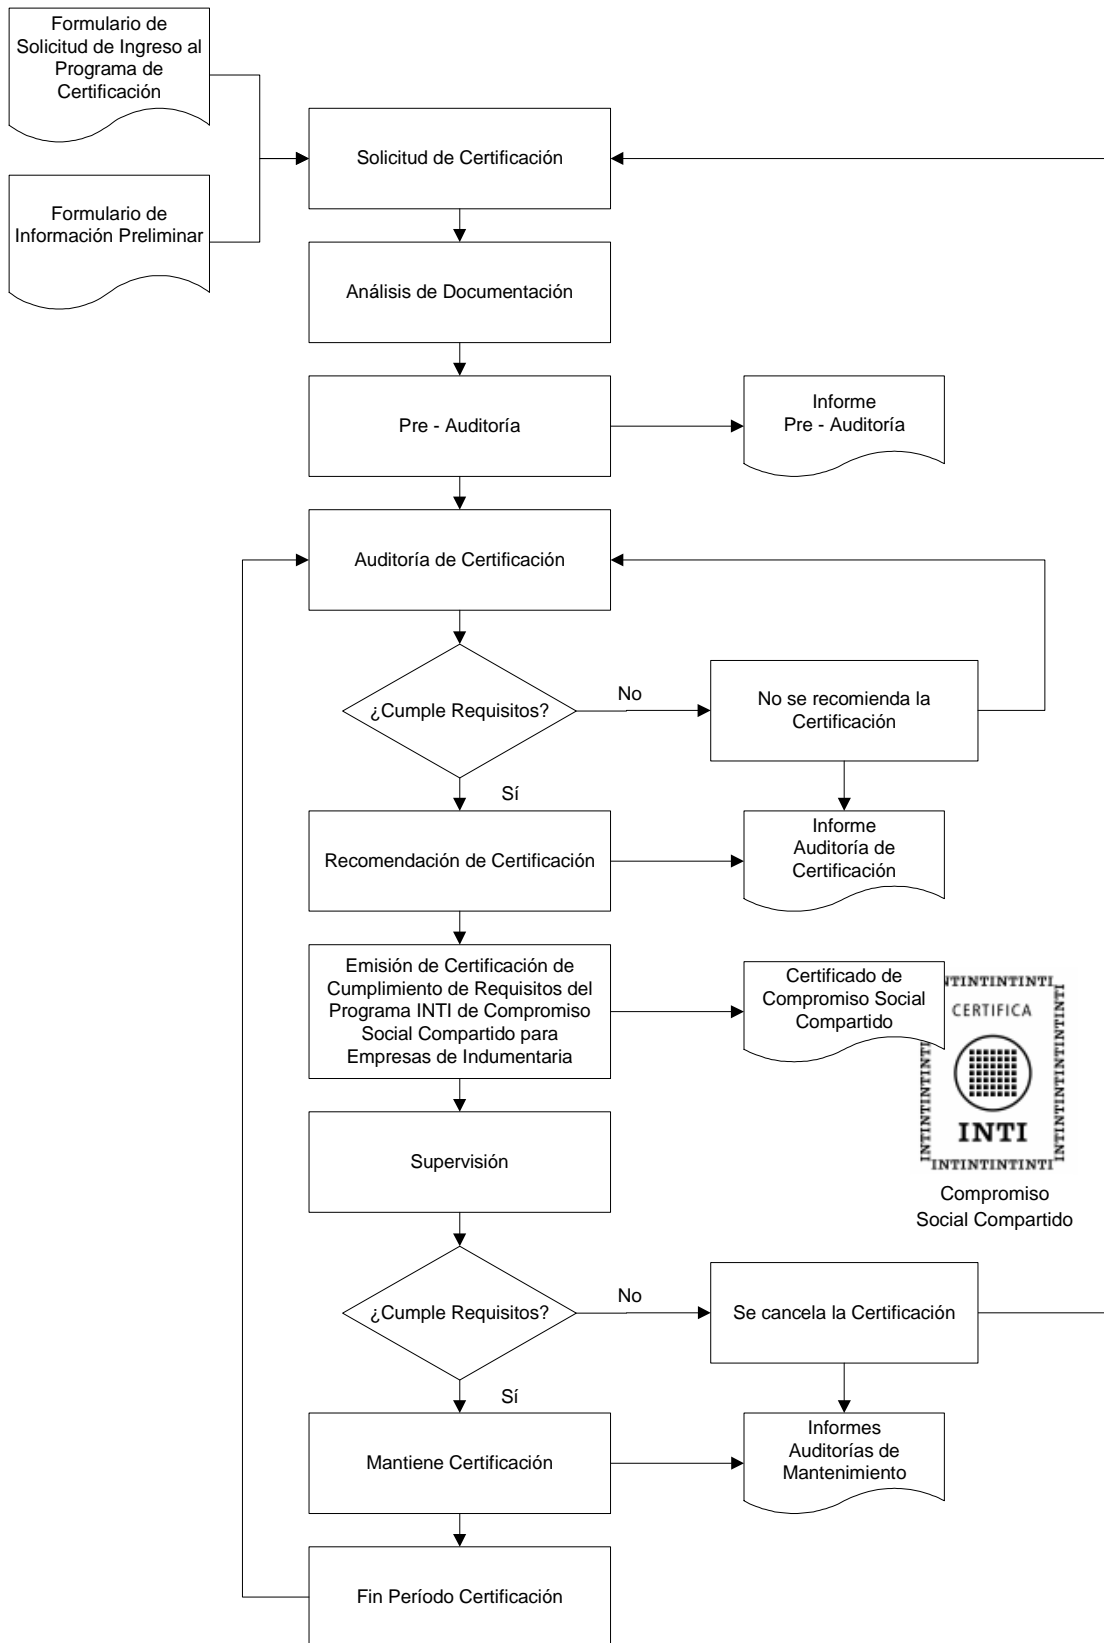 Formulario de
Solicitud de Ingreso al
Programa de
Certificación
Solicitud de Certificación
Formulario de
Información Preliminar
Análisis de Documentación
Pre - Auditoría
Informe
Pre - Auditoría
Auditoría de Certificación
¿Cumple Requisitos?
No
No se recomienda la
Certificación
Sí
Recomendación de Certificación
Informe
Auditoría de
Certificación
Emisión de Certificación de
Cumplimiento de Requisitos del
Programa INTI de Compromiso
Social Compartido para
Empresas de Indumentaria
Certificado de
Compromiso Social
Compartido
TINTINTINTI
CERTIFICA
INTINTINTINTI
INTINTINTINTINTINTI
INTI
INTINTINTINTI
Compromiso
Social Compartido
Supervisión
¿Cumple Requisitos?
No
Se cancela la Certificación
Sí
Mantiene Certificación
Informes
Auditorías de
Mantenimiento
Fin Período Certificación